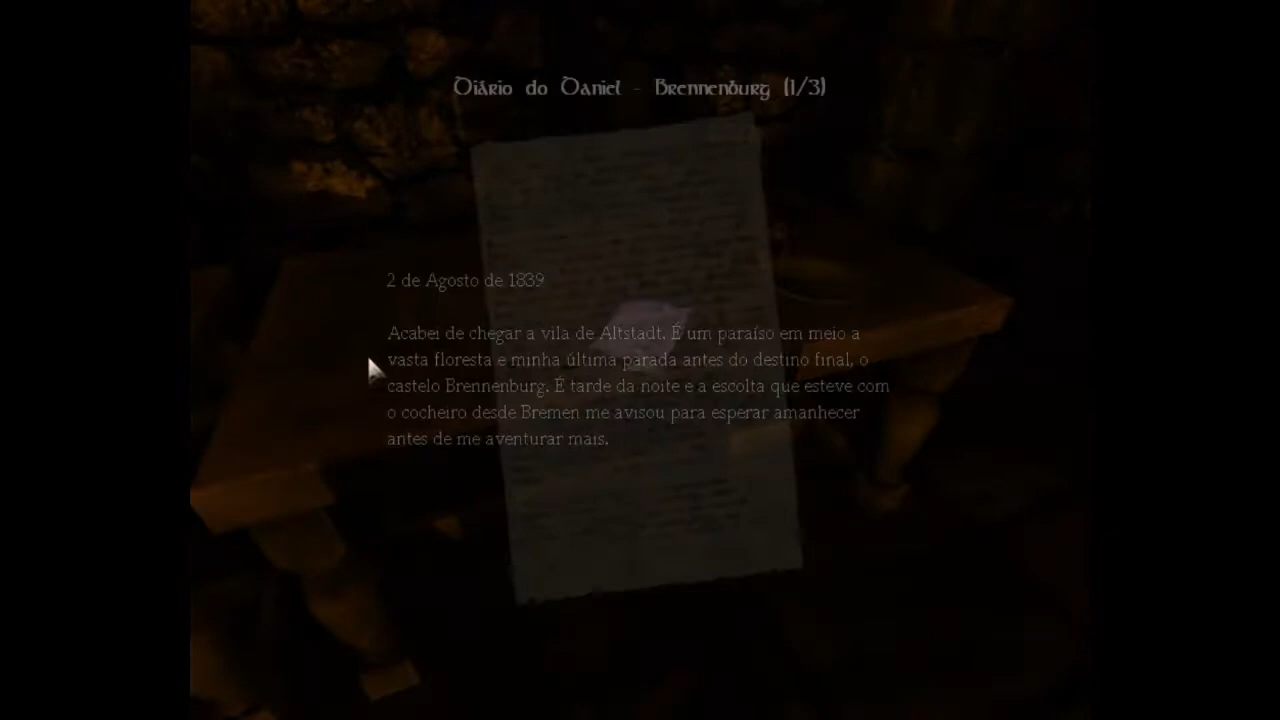 Diário do Daniel - Brennenburg (1/3)
2 de Agosto de 1839
Acabei de chegar a vila de Altstadt. É um paraíso em meio a
vasta floresta e minha última parada antes do destino final, o
castelo Brennenburg. É tarde da noite e a escolta que esteve com
o cocheiro desde Bremen me avisou para esperar amanhecer
antes de me aventurar mais.